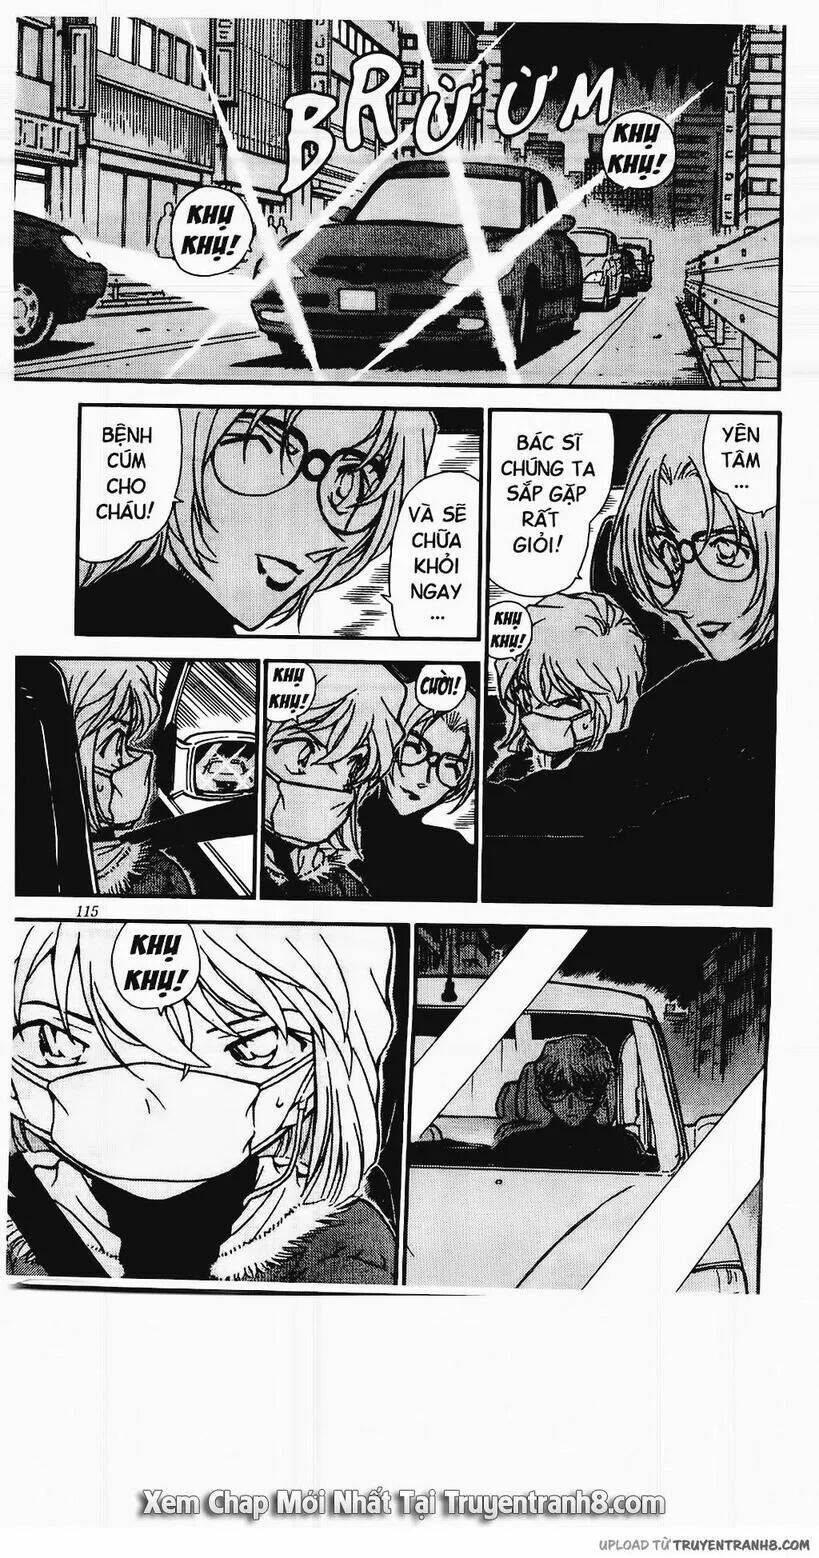 BRỪỪM
KHỤ
KHỤ!
KHỤ
KHỤ!
YÊN
TÂM
...
BÁC SĨ
CHÚNG TA
SẮP GẶP
RẤT
GIỎI!
KHỤ
KHỤ!
VÀ SẼ
CHỮA
KHỎI
NGAY
...
BỆNH
CÚM
CHO
CHÁU!
CƯỜI!
KHỤ
KHỤ!
115
KHỤ
KHỤ!
Xem Chap Mới Nhất Tại Truyentranh8.com
UPLOAD TỪ TRUYENTRANH8.COM